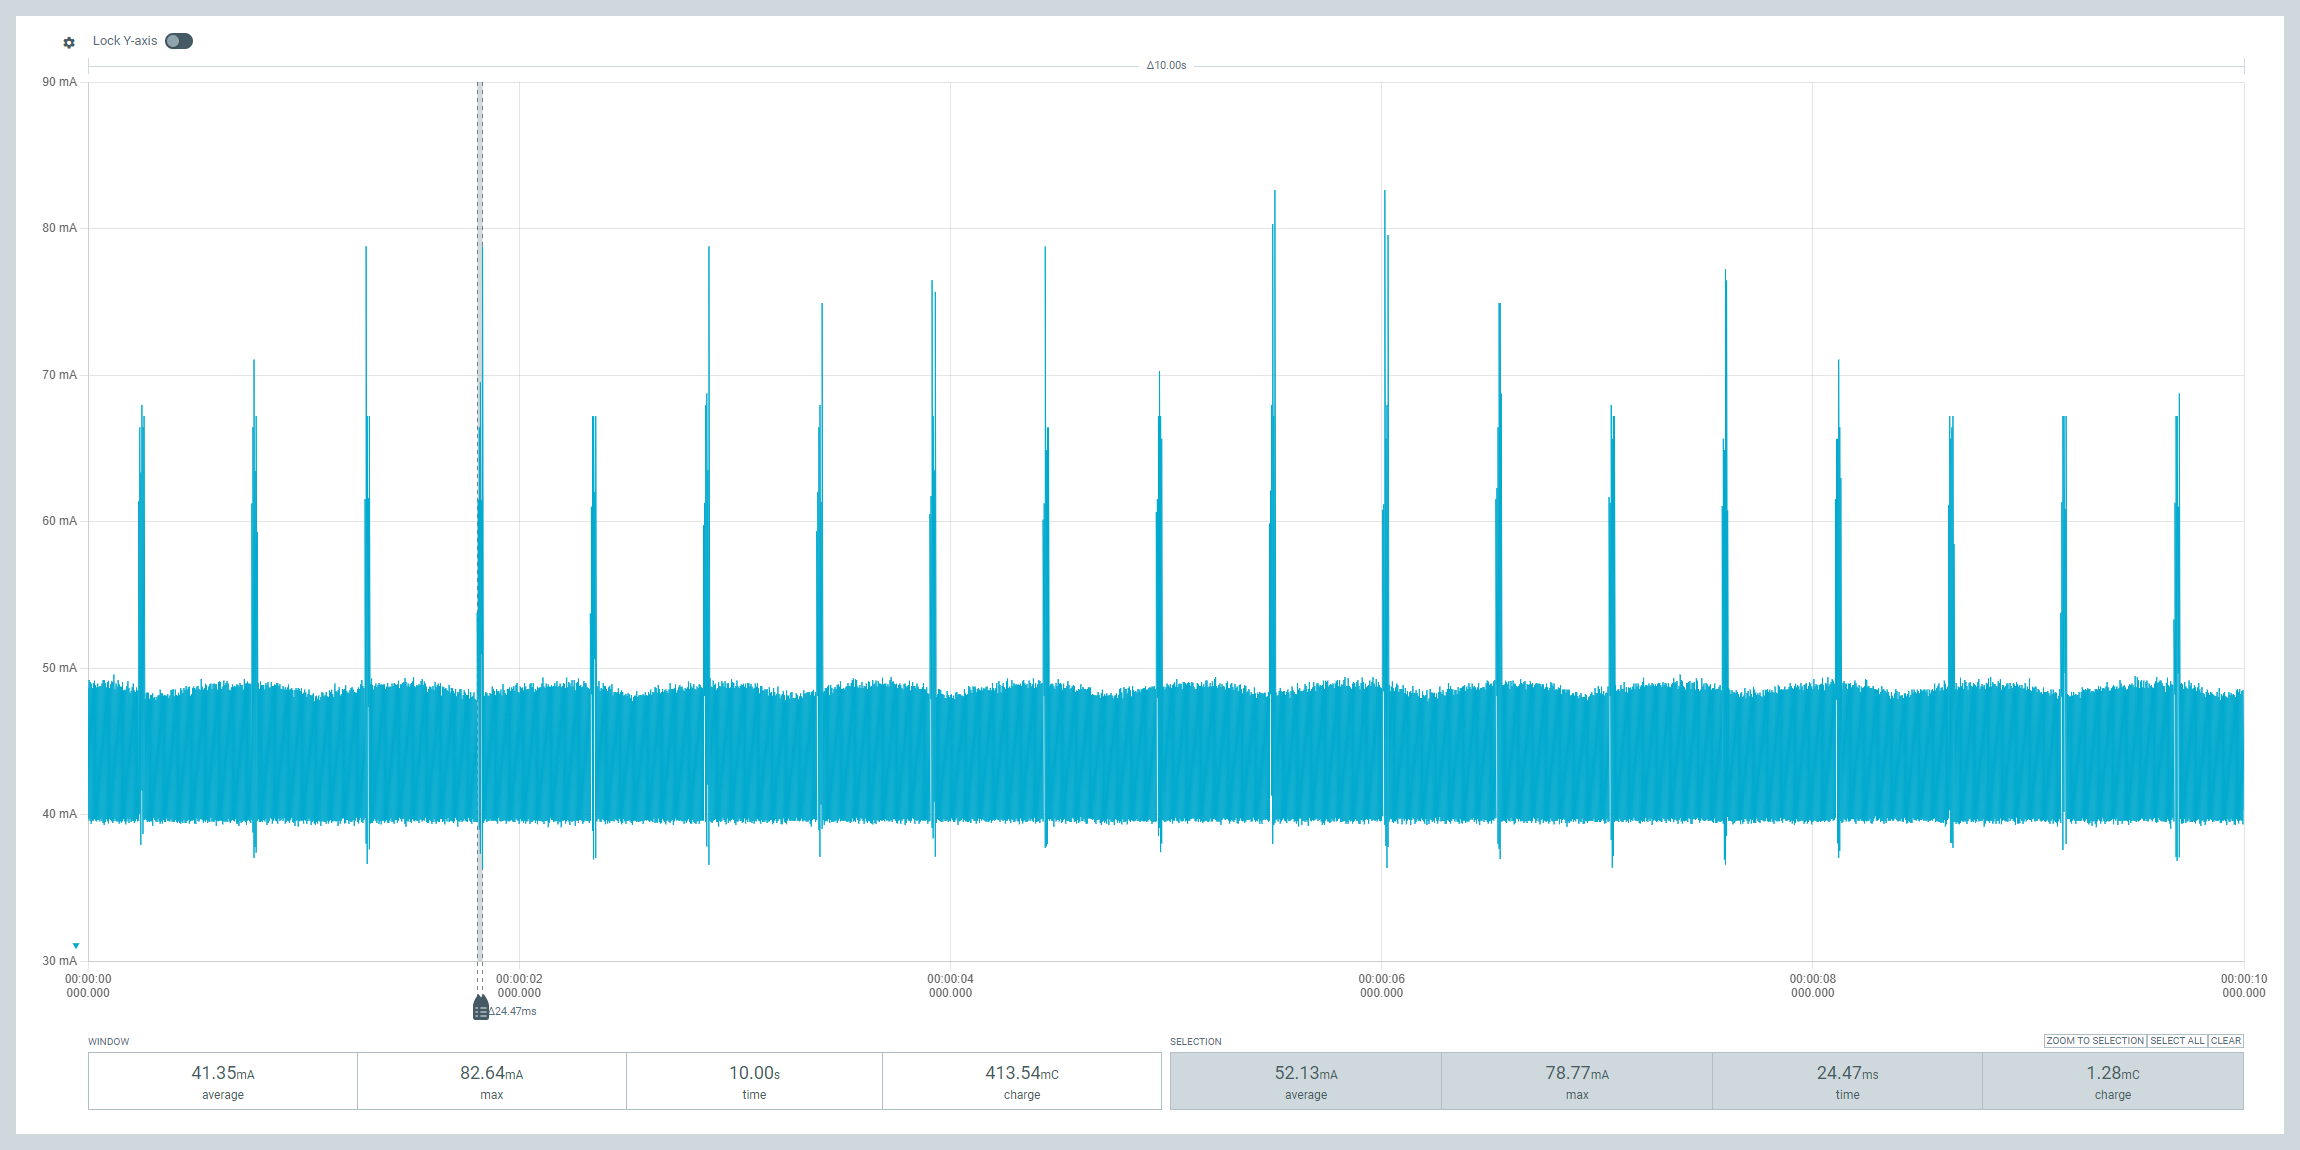 Lock Y-axis
Δ10.00s
90 mA
80 mA
70 mA
60 mA
50 mA
40 mA
30 mA
00:00:00 00:00:02 00:00:04 00:00:06 00:00:08 00:00:10
000.000 000.000 000.000 000.000 000.000 000.000
Δ24.47ms
WINDOW SELECTION ZOOM TO SELECTION SELECT ALL CLEAR
41.35mA 82.64mA 10.00s 413.54mC 52.13mA 78.77mA 24.47ms 1.28mC
average max time charge average max time charge